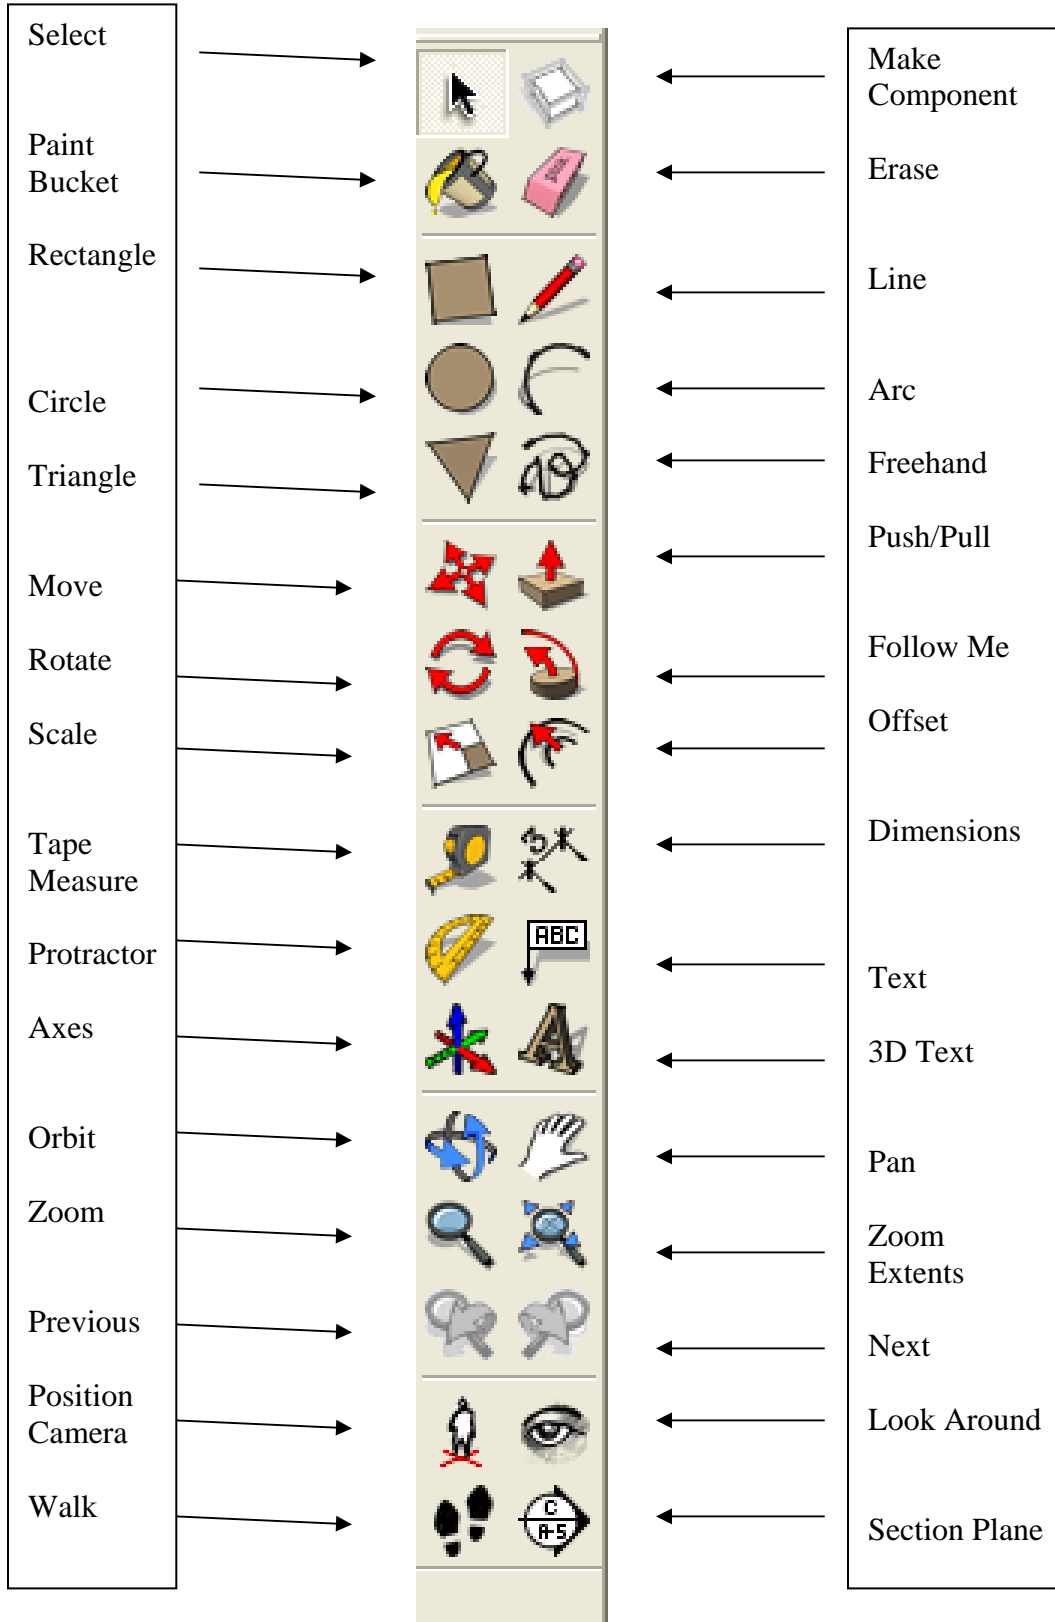 Select
Paint
Bucket
Rectangle
Circle
Triangle
Move
Rotate
Scale
Tape
Measure
Protractor
Axes
Orbit
Zoom
Previous
Position
Camera
Walk
ABC
A
C
A-5
Make
Component
Erase
Line
Arc
Freehand
Push/Pull
Follow Me
Offset
Dimensions
Text
3D Text
Pan
Zoom
Extents
Next
Look Around
Section Plane